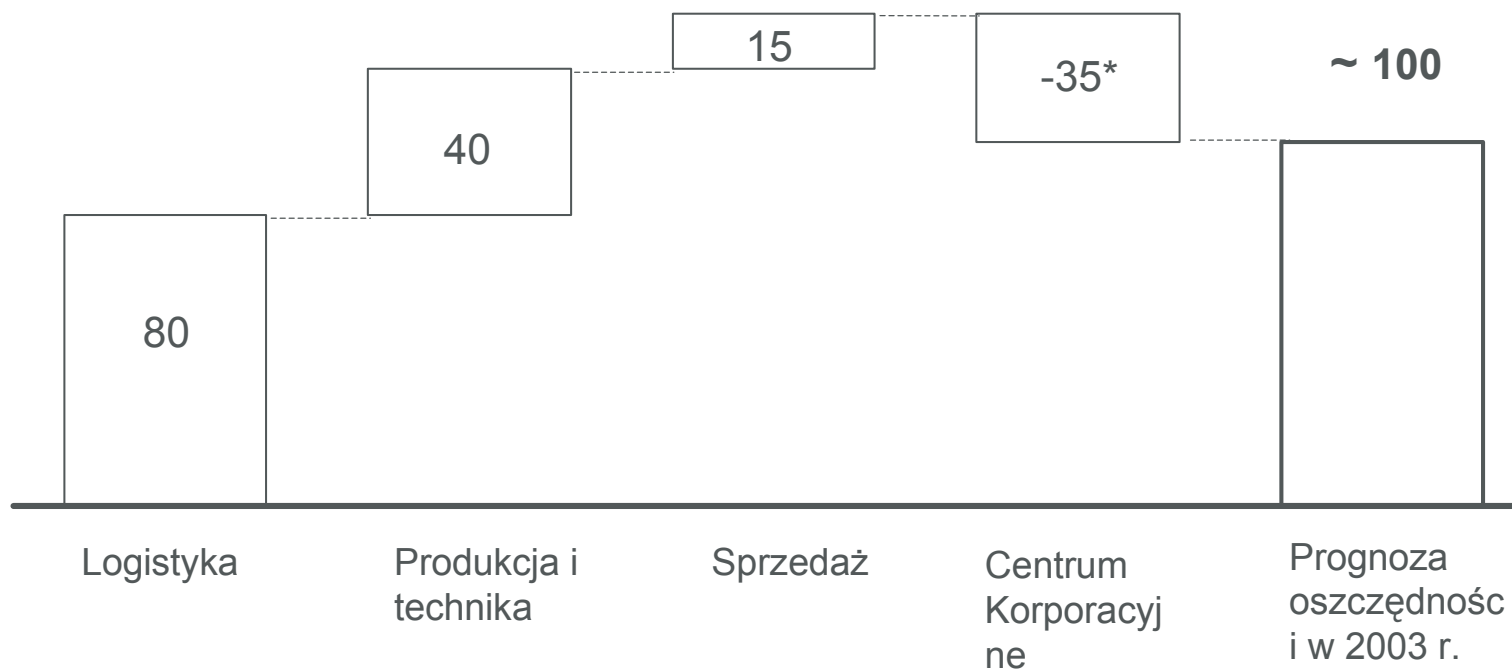 15
-35*
~ 100
40
80
Logistyka
Produkcja i
technika
Sprzedaż
Centrum
Korporacyj
ne
Prognoza
oszczędnośc
i w 2003 r.